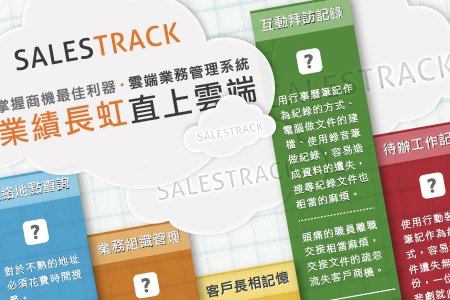 SALESTRACK
掌握商機最佳利器・雲端業務管理系統
業績長虹直上雲端
SALESTRACK
SALESTRACK
SALESTRACK
互動拜訪記錄
?
用行事曆筆記作
為紀錄的方式、
電腦做文件的建
檔、使用錄音筆
做紀錄,容易造
成資料的遺失,
搜尋紀錄文件也
相當的麻煩。
頭痛的職員離職
交接相當麻煩,
交接文件的疏忽
流失客戶商機。
待辦工作記
?
使用行動裝
筆記作為紀
式,容易
件遺失無
份,一
悲劇就
絡地點查詢
?
對於不熟的地址
必須花費時間搜
業務組織管理
?
客戶長相記憶